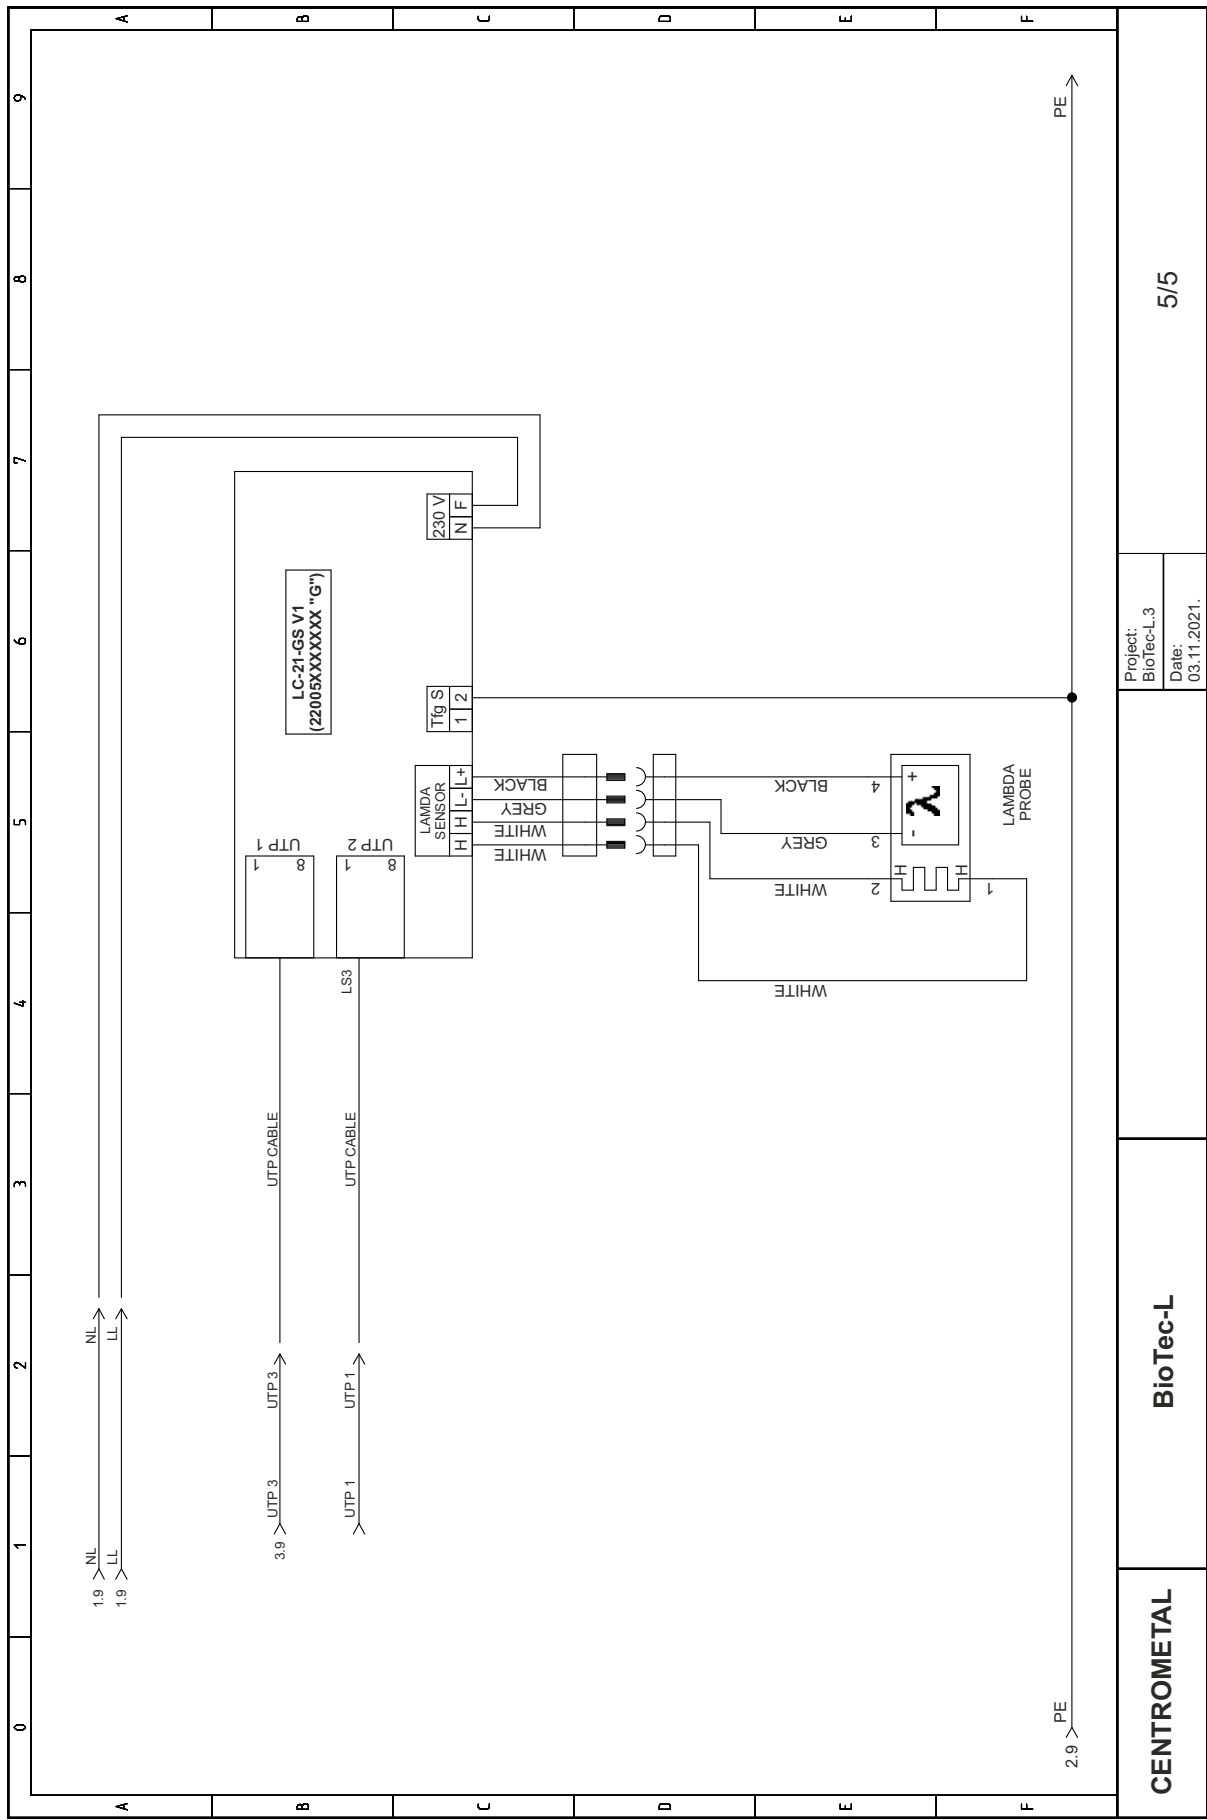 0 1 2 3 4 5 6 7 8 9
A
B
C
D
E
F
A
B
C
D
E
F
1.9 NL NL
1.9 LL LL
3.9 UTP 3 UTP 3 UTP CABLE
UTP 1 UTP 1 UTP CABLE
LS3
1 8 UTP 1
1 8 UTP 2
LC-21-GS V1
(22005XXXXXXX "G")
LAMDA
SENSOR
H H L- L+
Tfg S
1 2
230 V
N F
WHITE
WHITE
GREY
BLACK
WHITE
WHITE
GREY
BLACK
1
2
3
4
H H
- +
λ
LAMBDA
PROBE
2.9 PE PE
CENTROMETAL
BioTec-L
Project:
BioTec-L.3
Date:
03.11.2021.
5/5